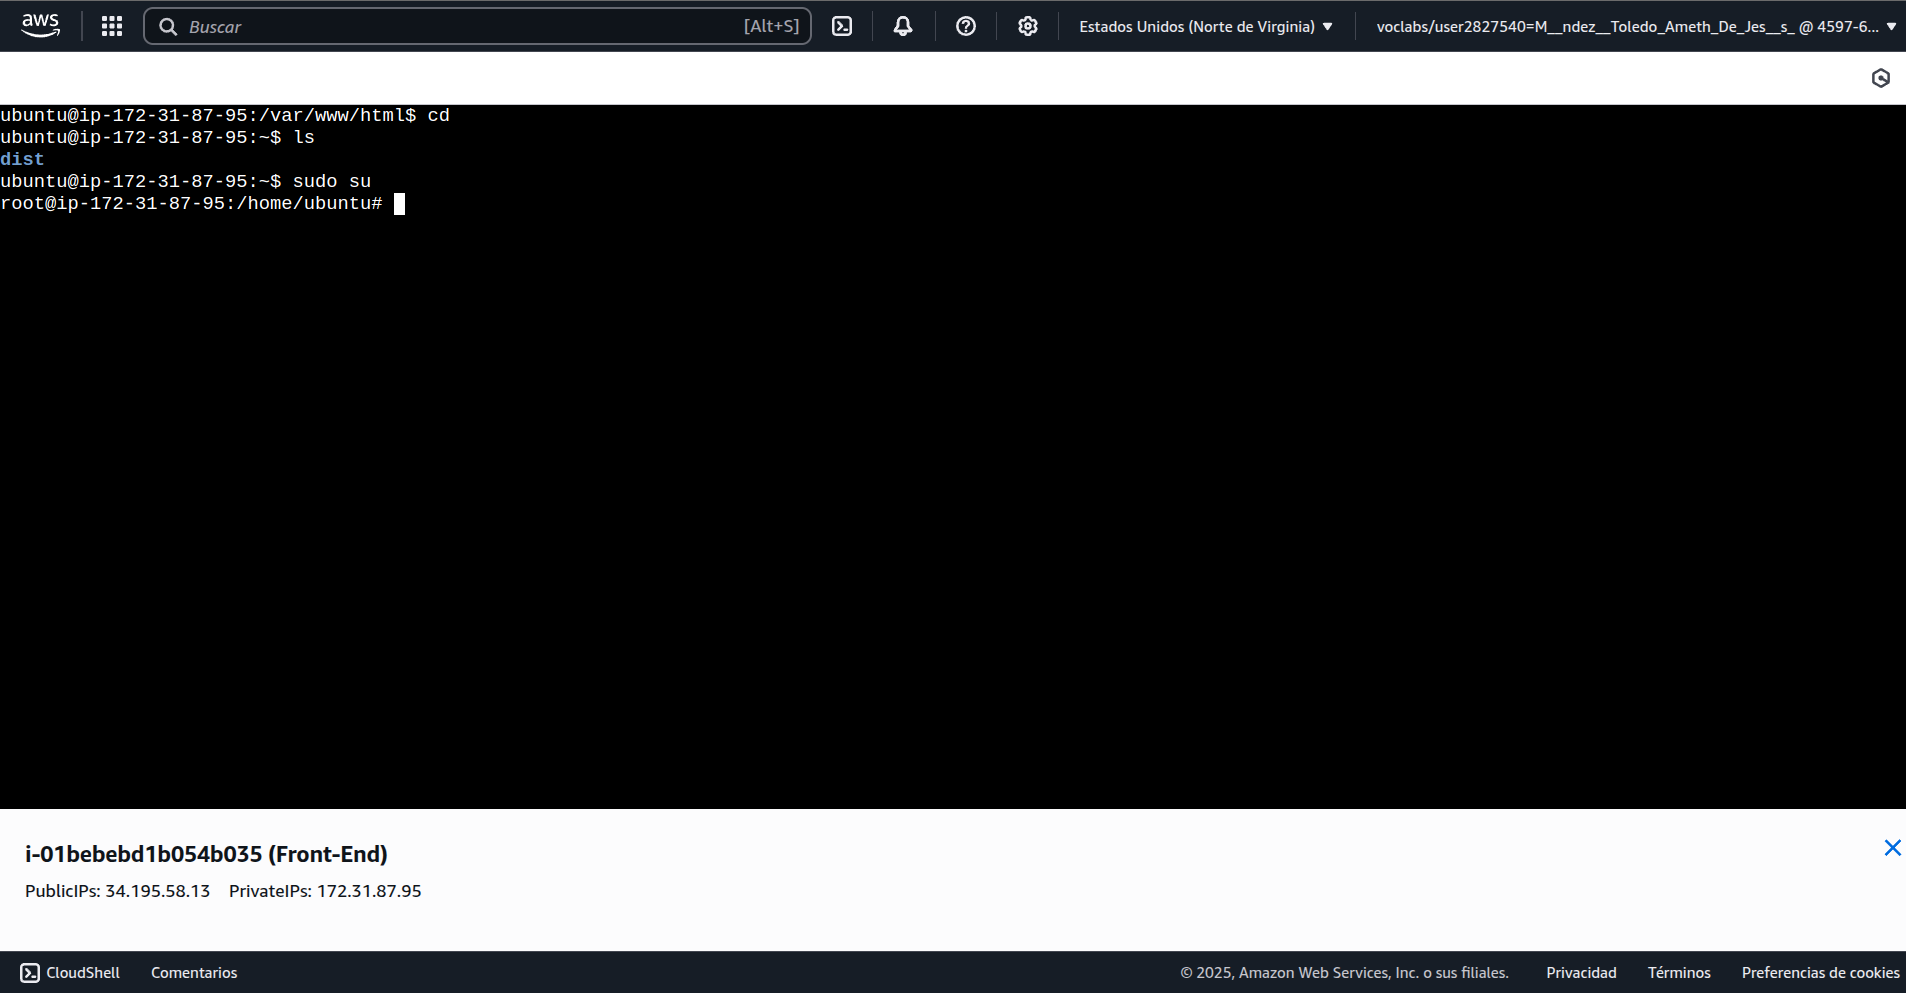 aws
Buscar [Alt+S] Estados Unidos (Norte de Virginia) voclabs/user2827540=M__ndez__Toledo_Ameth_De_Jes__s_ @ 4597-6...
ubuntu@ip-172-31-87-95:/var/www/html$ cd
ubuntu@ip-172-31-87-95:~$ ls
dist
ubuntu@ip-172-31-87-95:~$ sudo su
root@ip-172-31-87-95:/home/ubuntu#
i-01bebebd1b054b035 (Front-End)
PublicIPs: 34.195.58.13 PrivateIPs: 172.31.87.95
CloudShell Comentarios © 2025, Amazon Web Services, Inc. o sus filiales. Privacidad Términos Preferencias de cookies